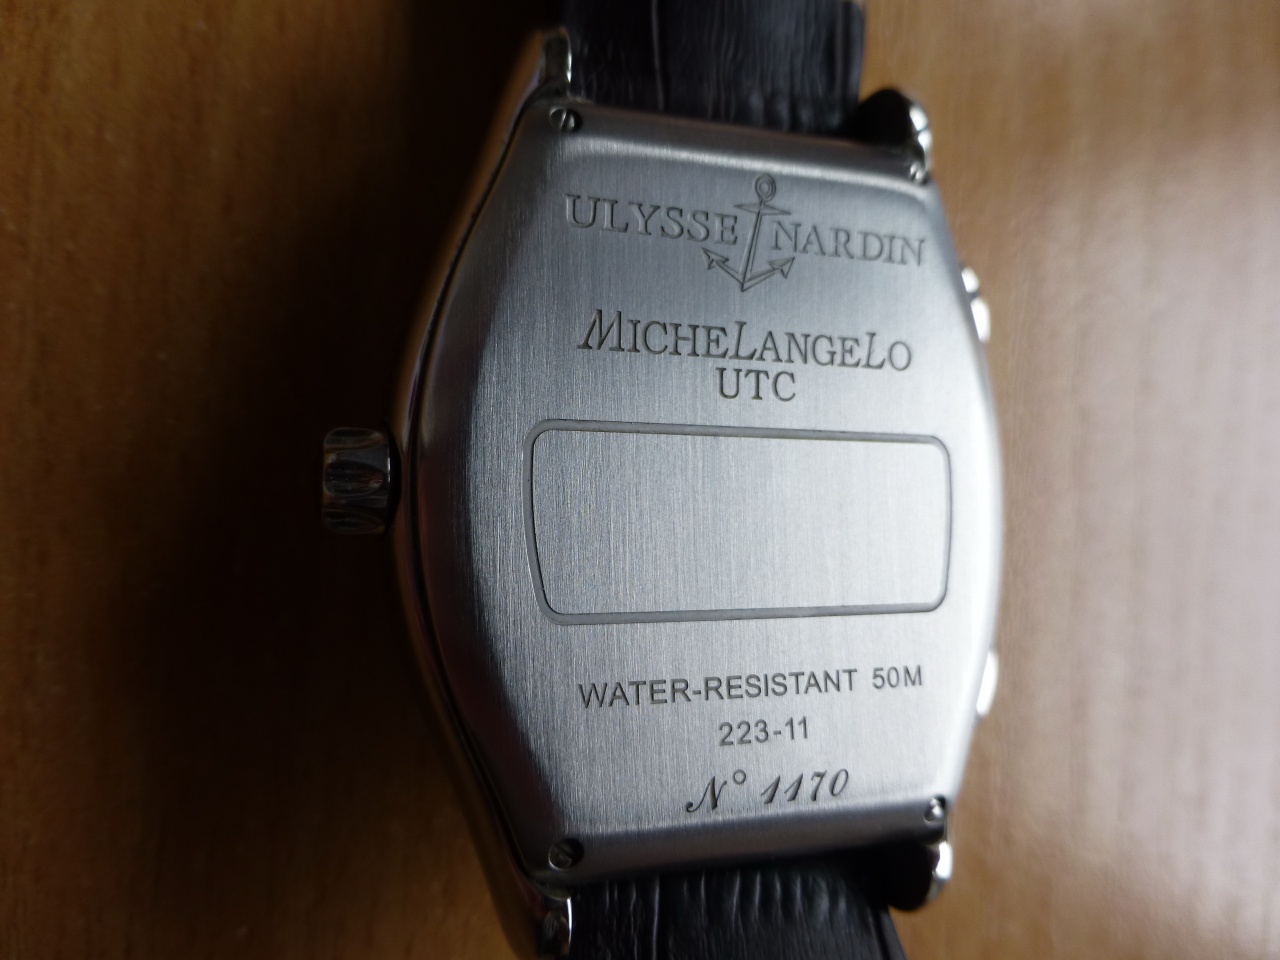 ULYSSE NARDIN
MICHELANGELO
UTC
WATER-RESISTANT 50M
223-11
N° 1170